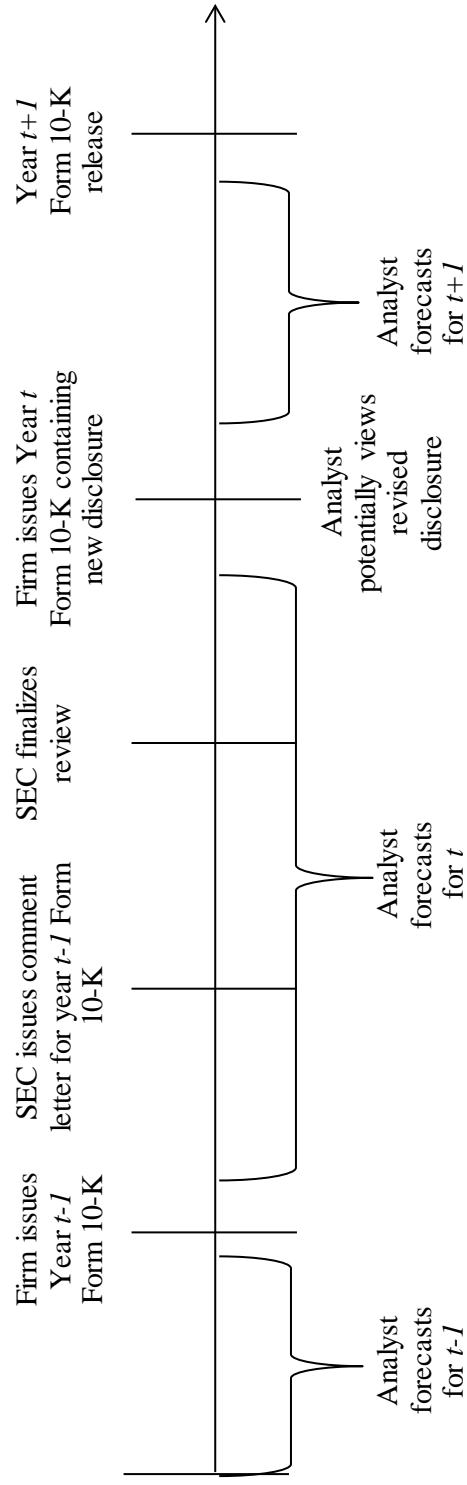 Firm issues
Year t-1
Form 10-K
SEC issues comment
letter for year t-1 Form
10-K
SEC finalizes
review
Firm issues Year t
Form 10-K containing
new disclosure
Year t+1
Form 10-K
release
Analyst
forecasts
for t-1
Analyst
forecasts
for t
Analyst
potentially views
revised
disclosure
Analyst
forecasts
for t+1